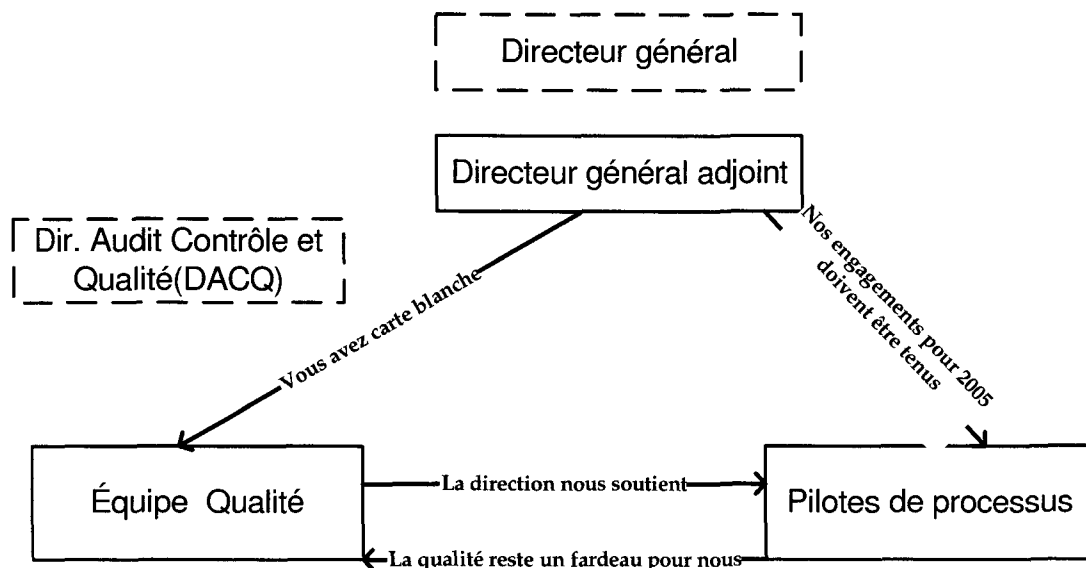 Directeur général
Directeur général adjoint
Dir. Audit Contrôle et
Qualité(DACQ)
Vous avez carte blanche
Nos engagements pour 2005
doivent être tenus
Équipe Qualité
La direction nous soutient
Pilotes de processus
La qualité reste un fardeau pour nous